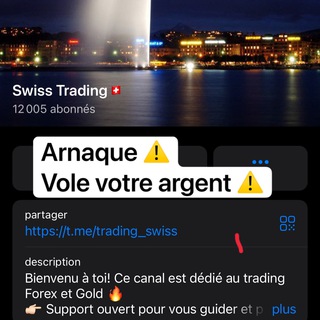 Swiss Trading 🇨🇭
12 005 abonnés
Arnaque ⚠️
Vole votre argent ⚠️
partager
https://t.me/trading_swiss
description
Bienvenu à toi! Ce canal est dédié au trading
Forex et Gold 🔥
👉🏻 Support ouvert pour vous guider et p plus